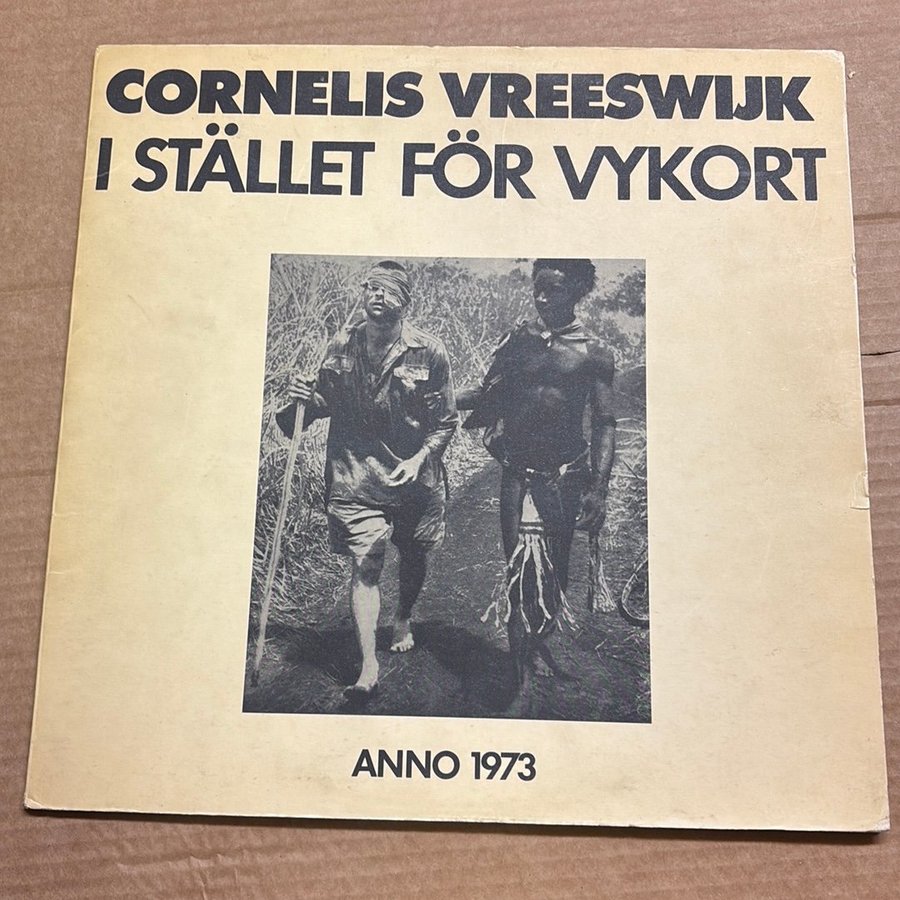 CORNELIS VREESWIJK
I STÄLLET FÖR VYKORT
ANNO 1973